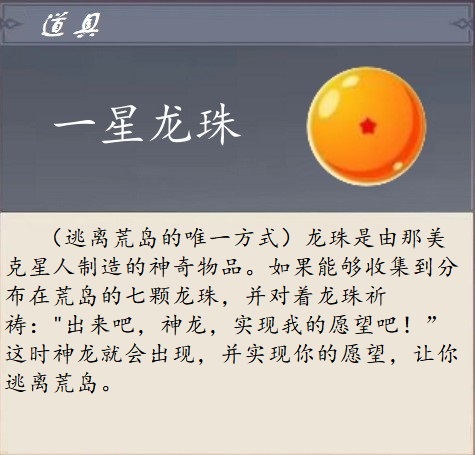 道具
一星龙珠
（逃离荒岛的唯一方式）龙珠是由那美
克星人制造的神奇物品。如果能够收集到分
布在荒岛的七颗龙珠，并对着龙珠祈
祷："出来吧，神龙，实现我的愿望吧！”
这时神龙就会出现，并实现你的愿望，让你
逃离荒岛。